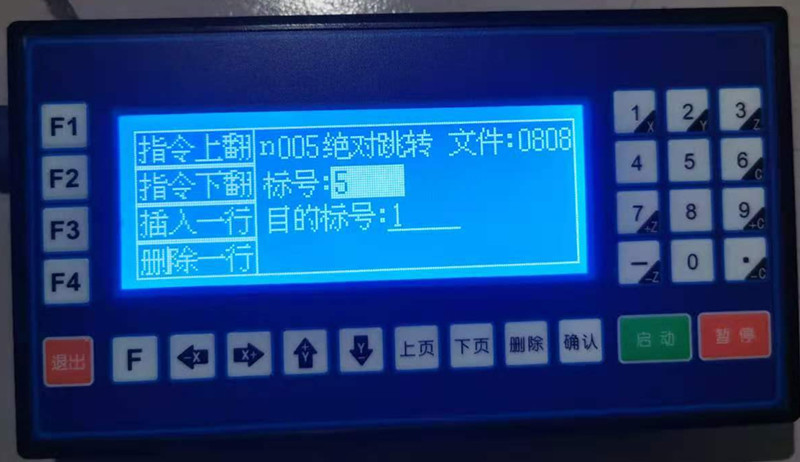 F1
F2
F3
F4
指令上翻
n005绝对跳转 文件:0808
指令下翻
标号:5
插入一行
目的标号:1
删除一行
1 X
2 Y
3 Z
4
5
6 C
7 +Z
8
9 +C
— -Z
0
. -C
退出
F
-X
X+
Y+
Y-
上页
下页
删除
确认
启动
暂停